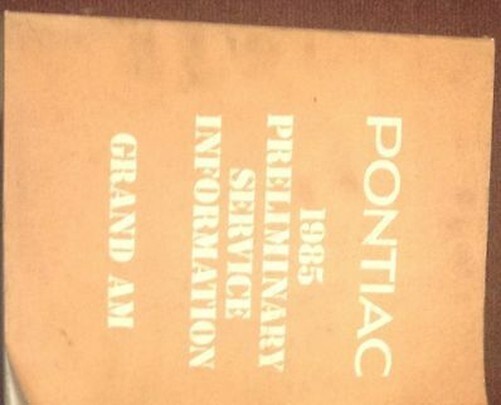 PONTIAC
1985
PRELIMINARY
SERVICE
INFORMATION
GRAND AM